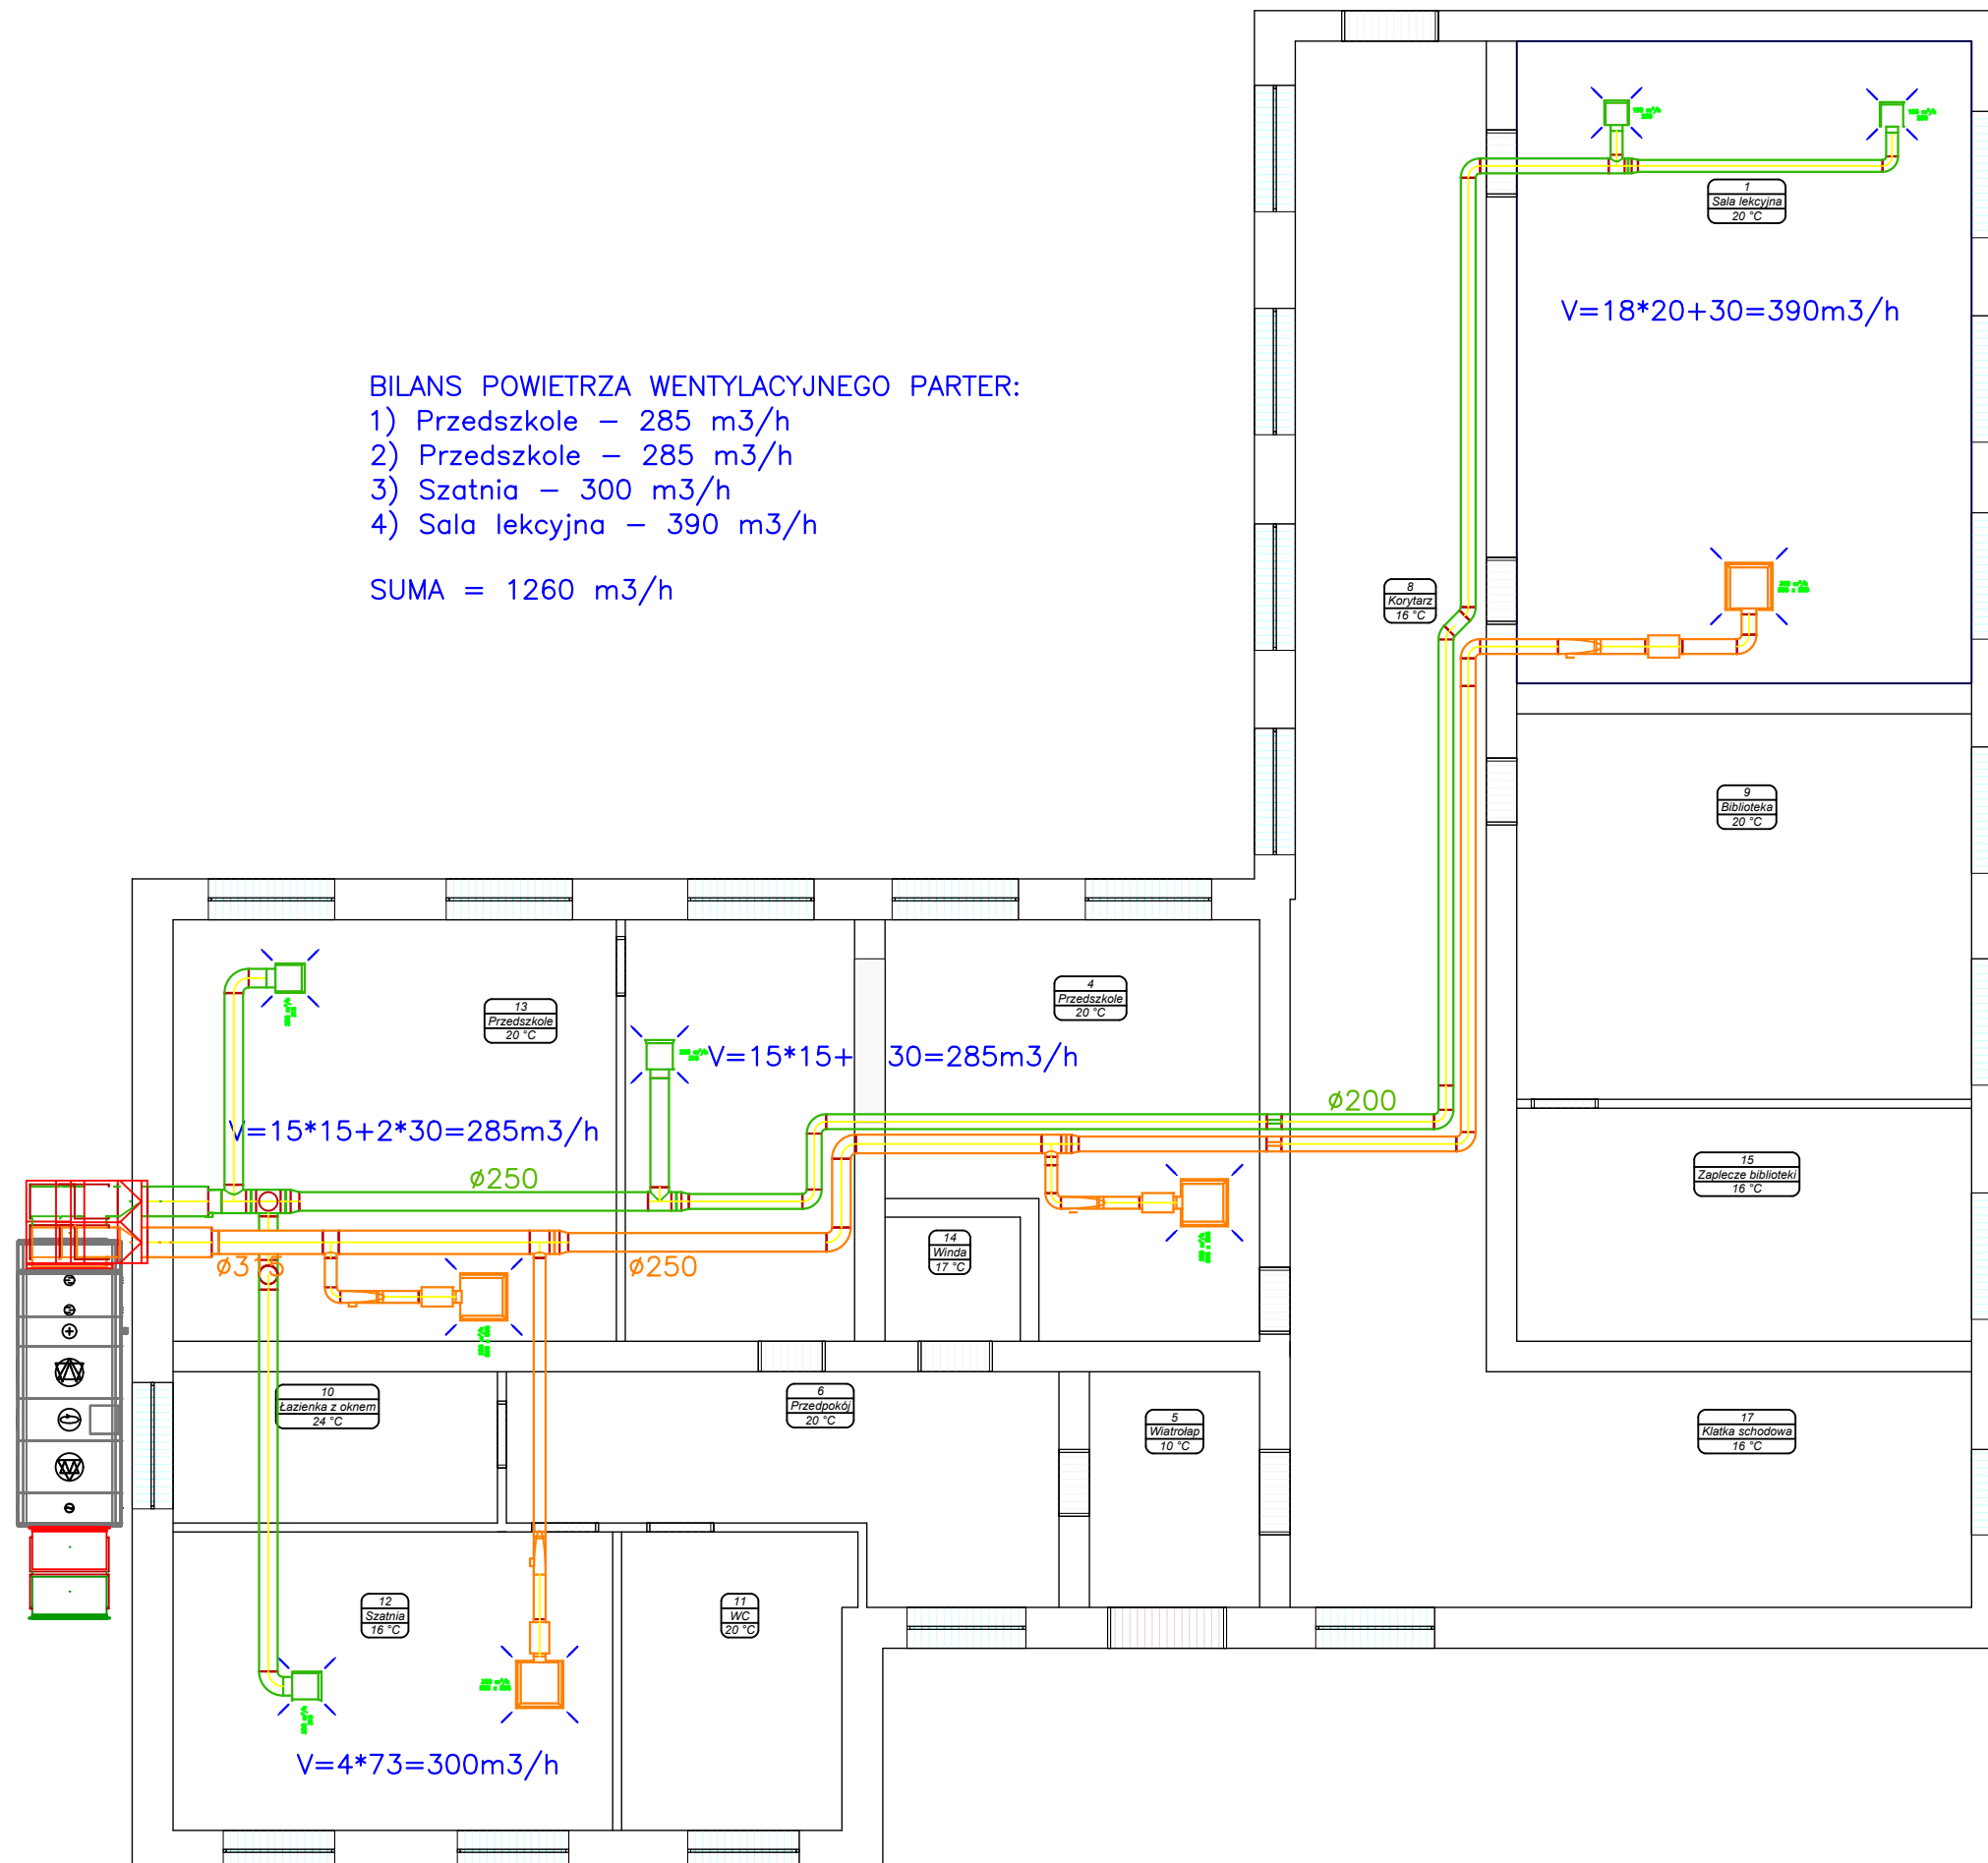 1
Sala lekcyjna
20 °C
V=18*20+30=390m3/h
BILANS POWIETRZA WENTYLACYJNEGO PARTER:
1) Przedszkole – 285 m3/h
2) Przedszkole – 285 m3/h
3) Szatnia – 300 m3/h
4) Sala lekcyjna – 390 m3/h
SUMA = 1260 m3/h
8
Korytarz
16 °C
9
Biblioteka
20 °C
4
Przedszkole
20 °C
13
Przedszkole
20 °C
V=15*15+ 30=285m3/h
ø200
V=15*15+2*30=285m3/h
ø250
15
Zaplecze biblioteki
16 °C
14
Winda
17 °C
ø315
ø250
10
Łazienka z oknem
24 °C
6
Przedpokój
20 °C
5
Wiatrołap
10 °C
17
Klatka schodowa
16 °C
12
Szatnia
16 °C
11
WC
20 °C
V=4*73=300m3/h